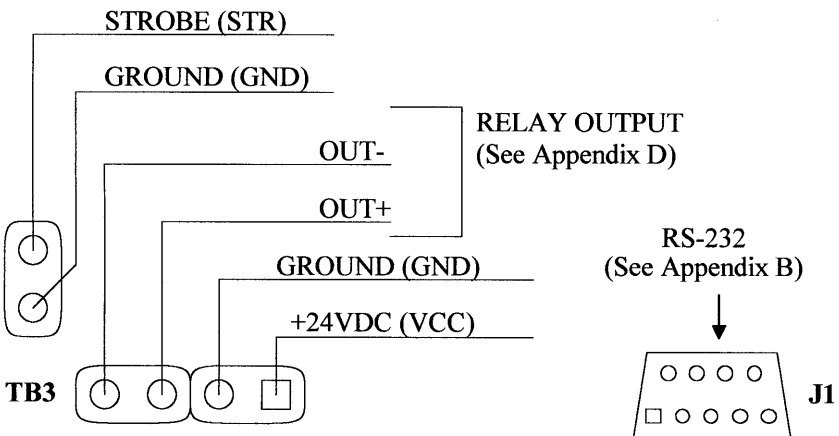 STROBE (STR)
GROUND (GND)
RELAY OUTPUT
(See Appendix D)
OUT-
OUT+
RS-232
(See Appendix B)
GROUND (GND)
+24VDC (VCC)
TB3
J1